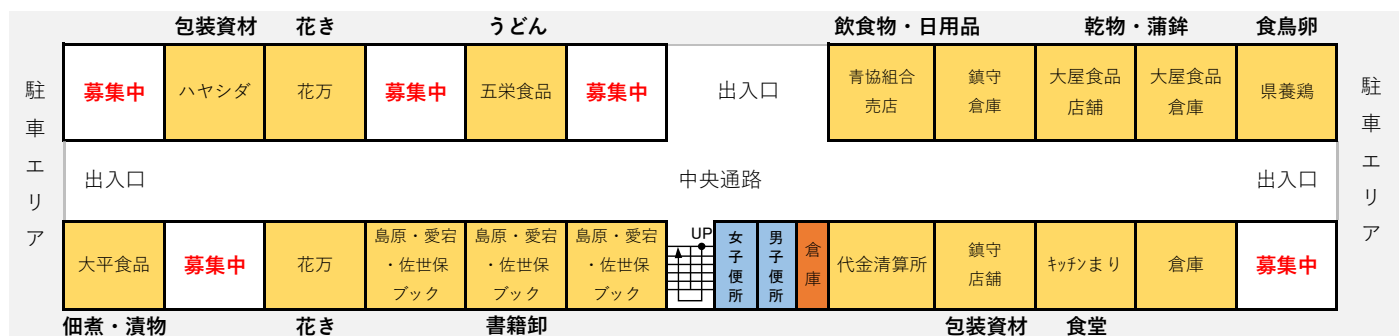 包装資材 花き うどん 飲食物・日用品 乾物・蒲鉾 食鳥卵
駐車エリア
募集中
ハヤシダ
花万
募集中
五栄食品
募集中
出入口
青協組合
売店
鎮守
倉庫
大屋食品
店舗
大屋食品
倉庫
県養鶏
駐車エリア
出入口 中央通路 出入口
大平食品
募集中
花万
島原・愛宕
・佐世保
ブック
島原・愛宕
・佐世保
ブック
島原・愛宕
・佐世保
ブック
UP
女子便所
男子便所
倉庫
代金清算所
鎮守
店舗
ｷｯﾁﾝまり
倉庫
募集中
佃煮・漬物 花き 書籍卸 包装資材 食堂